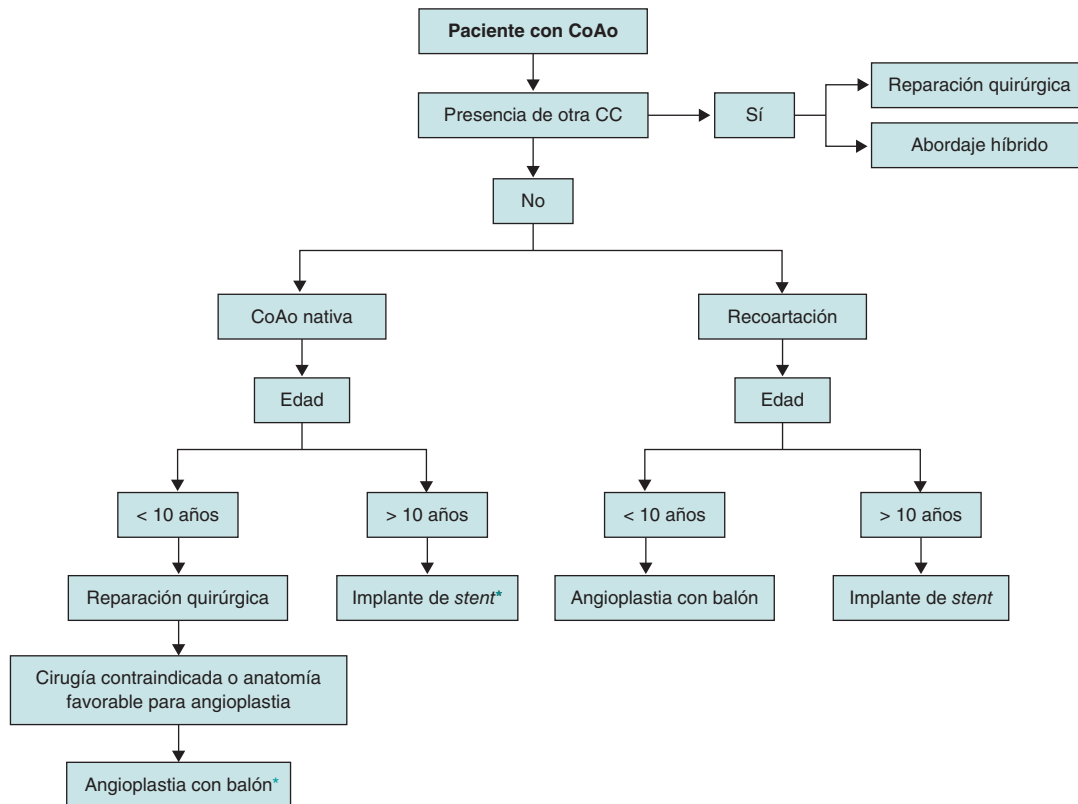 Paciente con CoAo
Presencia de otra CC
Sí
Reparación quirúrgica
Abordaje híbrido
No
CoAo nativa
Recoartación
Edad
Edad
< 10 años
> 10 años
< 10 años
> 10 años
Reparación quirúrgica
Implante de stent*
Angioplastia con balón
Implante de stent
Cirugía contraindicada o anatomía
favorable para angioplastia
Angioplastia con balón*